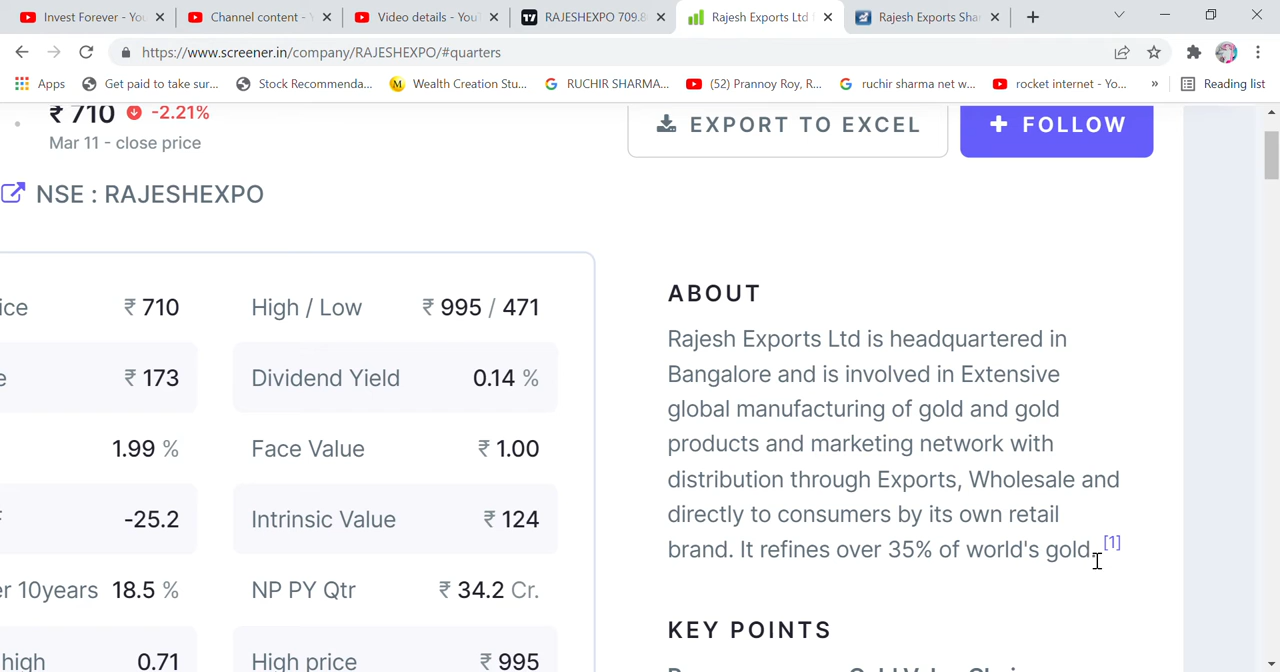 Invest Forever - You
Channel content -
Video details - You
RAJESHEXPO 709.8
Rajesh Exports Ltd
Rajesh Exports Sha
https://www.screener.in/company/RAJESHEXPO/#quarters
Apps
Get paid to take sur...
Stock Recommenda...
Wealth Creation Stu...
RUCHIR SHARMA...
(52) Prannoy Roy, R...
ruchir sharma net w...
rocket internet - Yo...
»
Reading list
₹ 710 -2.21%
Mar 11 - close price
EXPORT TO EXCEL
+ FOLLOW
NSE : RAJESHEXPO
ice ₹ 710 High / Low ₹ 995 / 471
e ₹ 173 Dividend Yield 0.14 %
1.99 % Face Value ₹ 1.00
-25.2 Intrinsic Value ₹ 124
er 10years 18.5 % NP PY Qtr ₹ 34.2 Cr.
high 0.71 High price ₹ 995
ABOUT
Rajesh Exports Ltd is headquartered in
Bangalore and is involved in Extensive
global manufacturing of gold and gold
products and marketing network with
distribution through Exports, Wholesale and
directly to consumers by its own retail
brand. It refines over 35% of world's gold. [1]
KEY POINTS